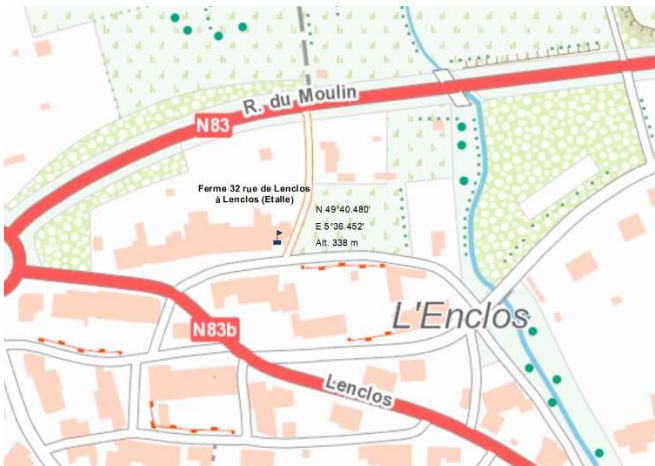 R. du Moulin
N83
Ferme 32 rue de Lenclos
à Lenclos (Etalle)
N 49°40.480'
E 5°36.452'
Alt. 338 m
L'Enclos
N83b
Lenclos